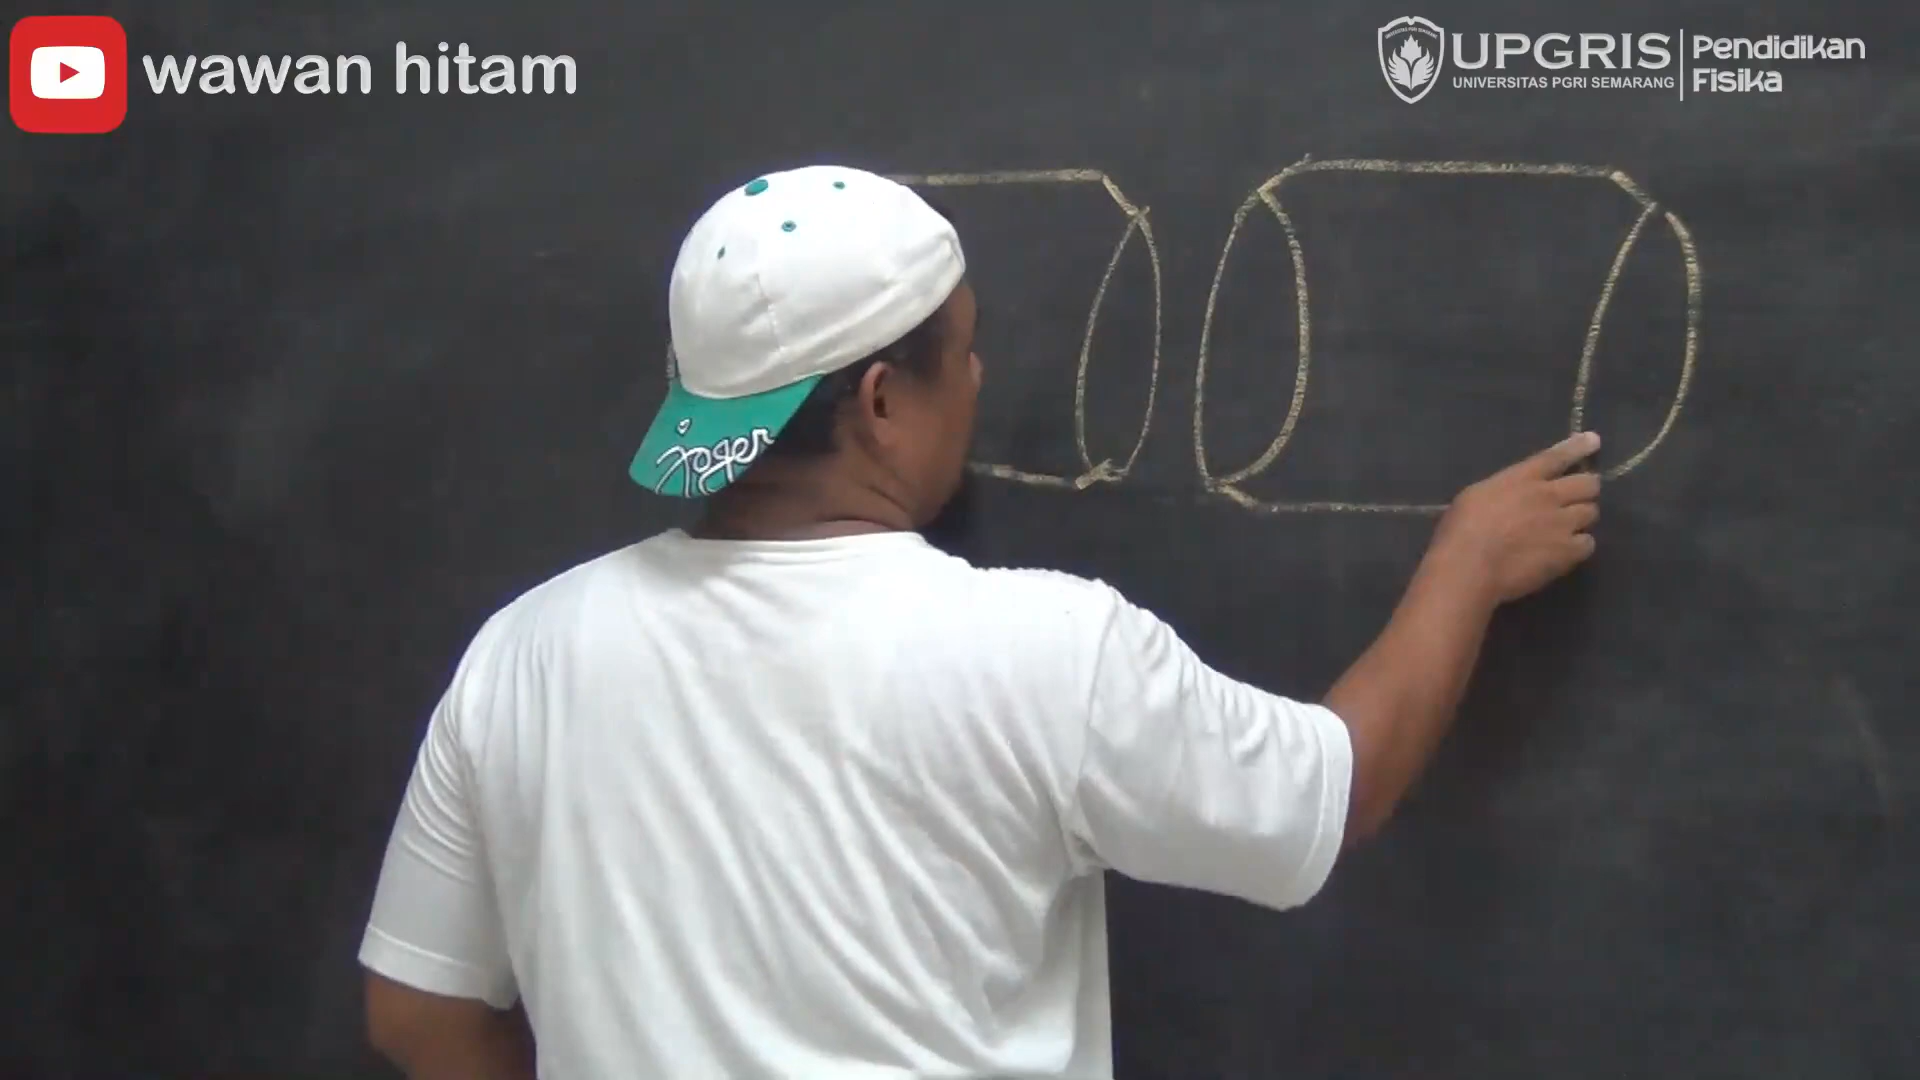 wawan hitam
UPGRIS
UNIVERSITAS PGRI SEMARANG
Pendidikan
Fisika
joger